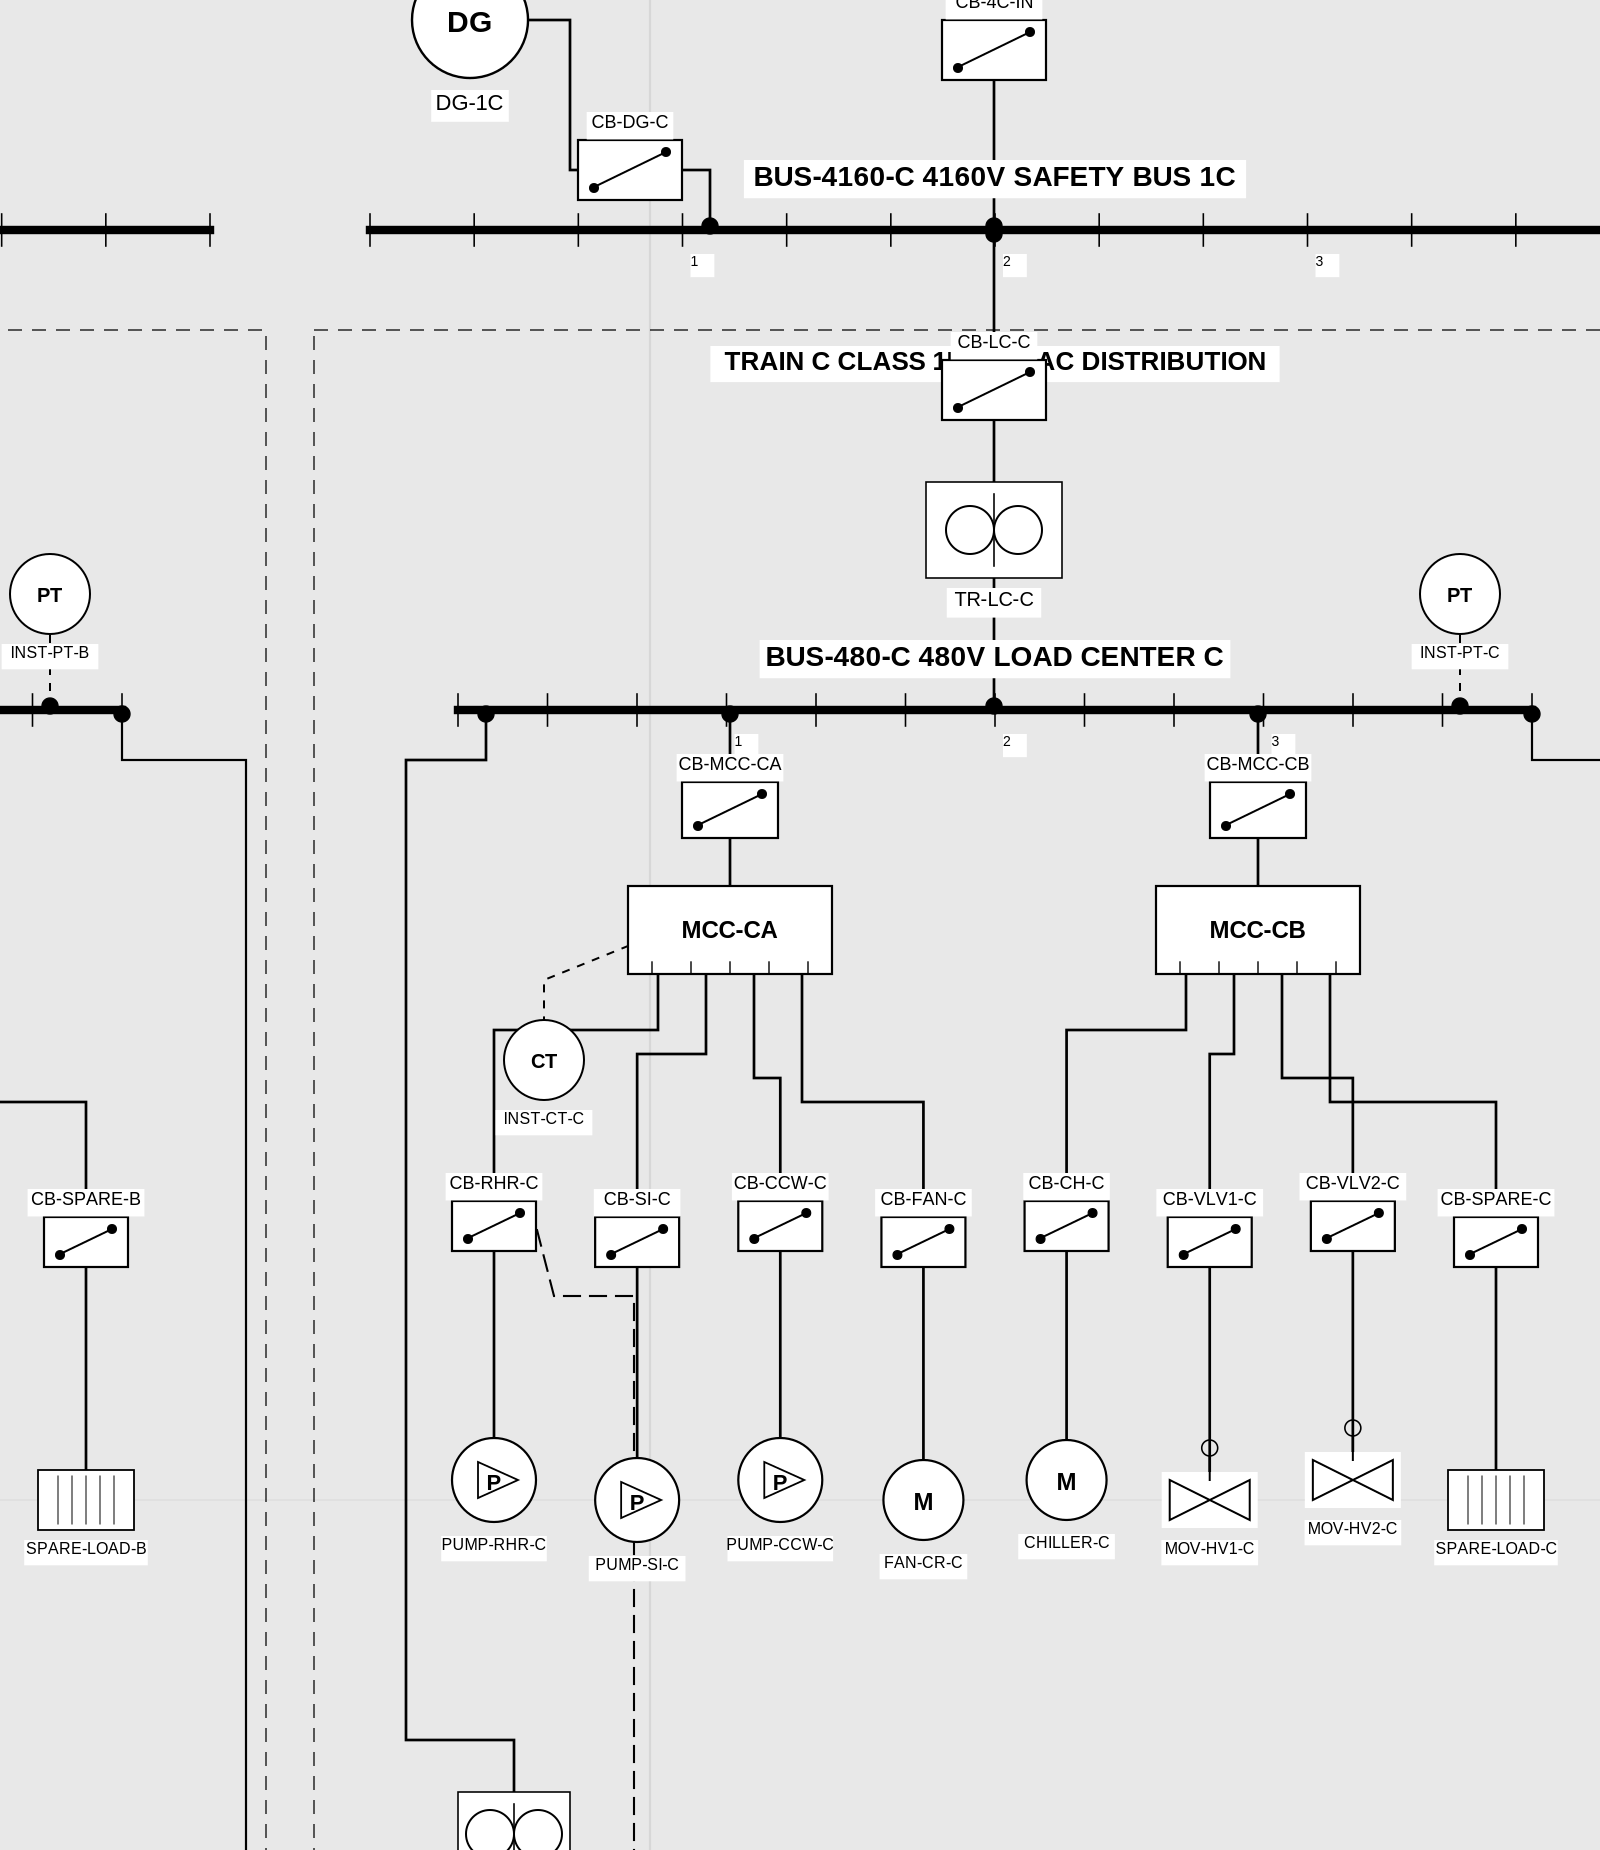 CB-4C-IN
DG
DG-1C
CB-DG-C
BUS-4160-C 4160V SAFETY BUS 1C
1
2
3
CB-LC-C
TRAIN C CLASS AC DISTRIBUTION
PT
INST-PT-B
TR-LC-C
PT
INST-PT-C
BUS-480-C 480V LOAD CENTER C
1
2
3
CB-MCC-CA
CB-MCC-CB
MCC-CA
MCC-CB
CT
INST-CT-C
CB-SPARE-B
CB-RHR-C
CB-SI-C
CB-CCW-C
CB-FAN-C
CB-CH-C
CB-VLV1-C
CB-VLV2-C
CB-SPARE-C
P
P
P
M
M
SPARE-LOAD-B
PUMP-RHR-C
PUMP-SI-C
PUMP-CCW-C
FAN-CR-C
CHILLER-C
MOV-HV1-C
MOV-HV2-C
SPARE-LOAD-C